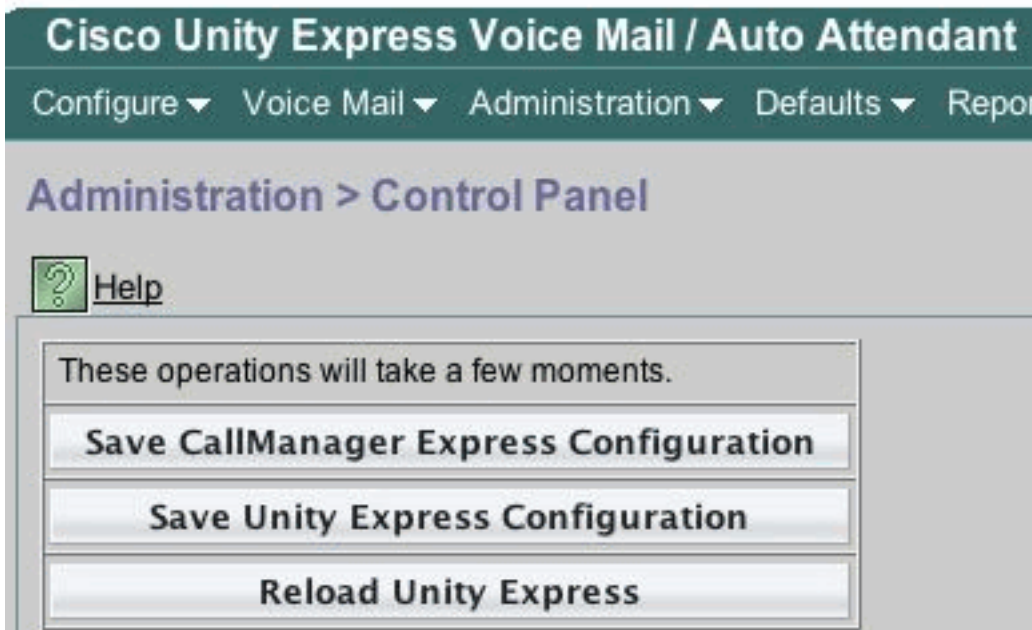 Cisco Unity Express Voice Mail / Auto Attendant
Configure Voice Mail Administration Defaults
Administration > Control Panel
Help
These operations will take a few moments.
Save CallManager Express Configuration
Save Unity Express Configuration
Reload Unity Express